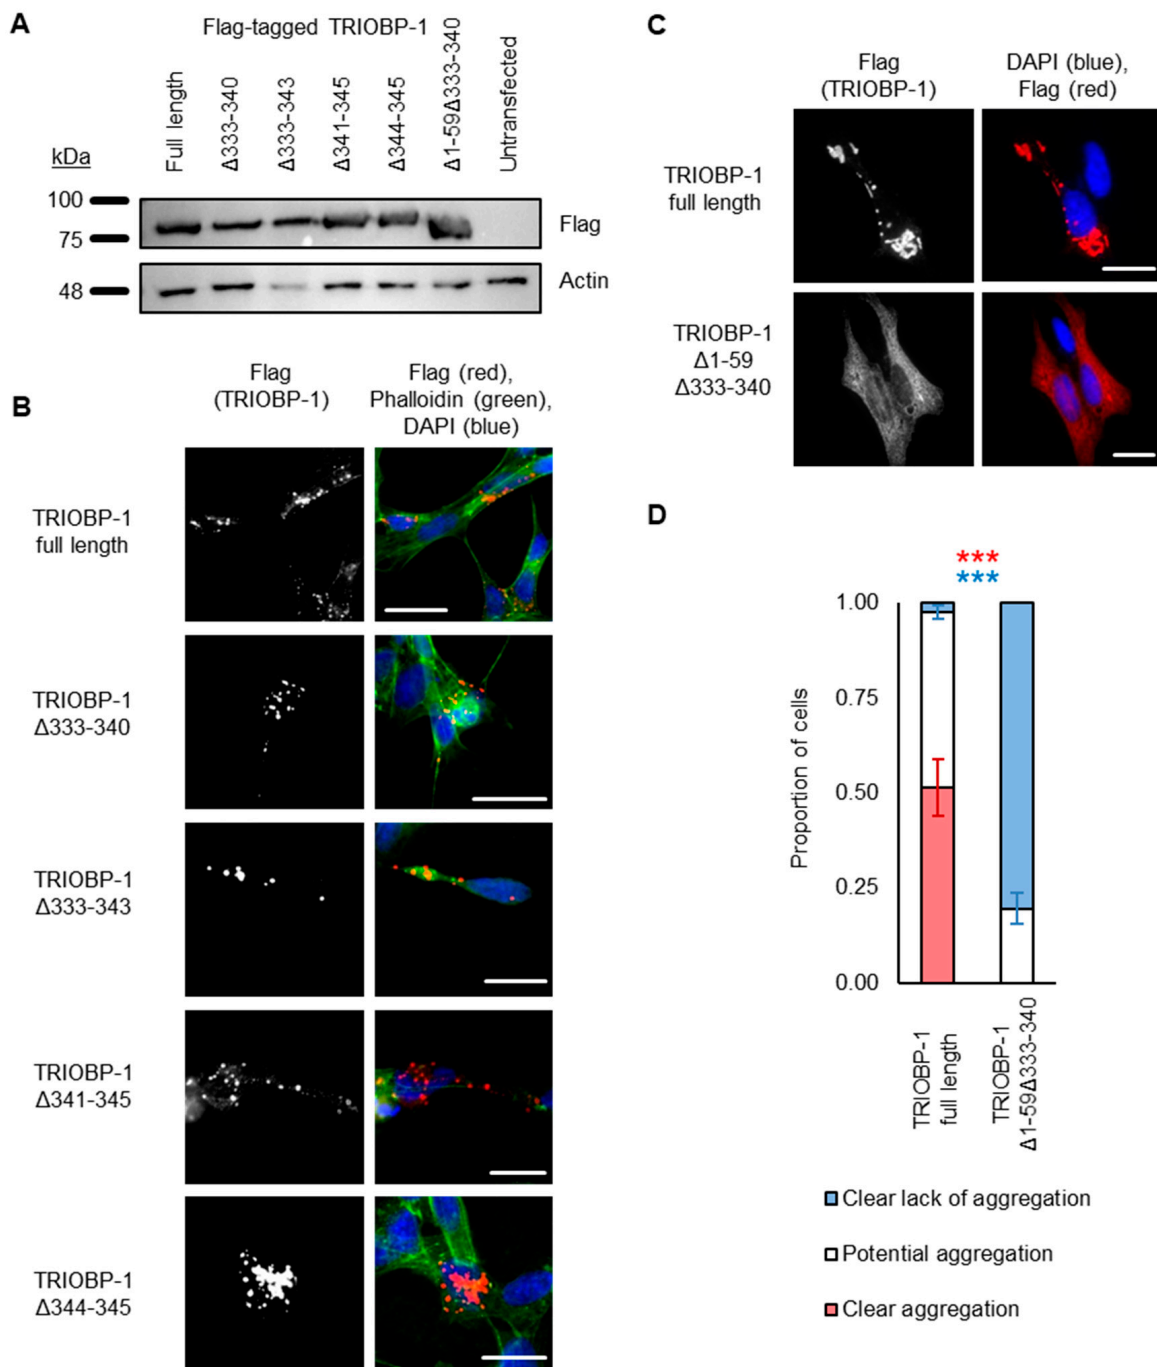 A
Flag-tagged TRIOBP-1
Full length
Δ333-340
Δ333-343
Δ341-345
Δ344-345
Δ1-59Δ333-340
Untransfected
kDa
100
75
48
Flag
Actin
B
Flag
(TRIOBP-1)
Flag (red),
Phalloidin (green),
DAPI (blue)
TRIOBP-1
full length
TRIOBP-1
Δ333-340
TRIOBP-1
Δ333-343
TRIOBP-1
Δ341-345
TRIOBP-1
Δ344-345
C
Flag
(TRIOBP-1)
DAPI (blue),
Flag (red)
TRIOBP-1
full length
TRIOBP-1
Δ1-59
Δ333-340
D
***
***
Proportion of cells
1.00
0.75
0.50
0.25
0.00
TRIOBP-1
full length
TRIOBP-1
Δ1-59Δ333-340
Clear lack of aggregation
Potential aggregation
Clear aggregation